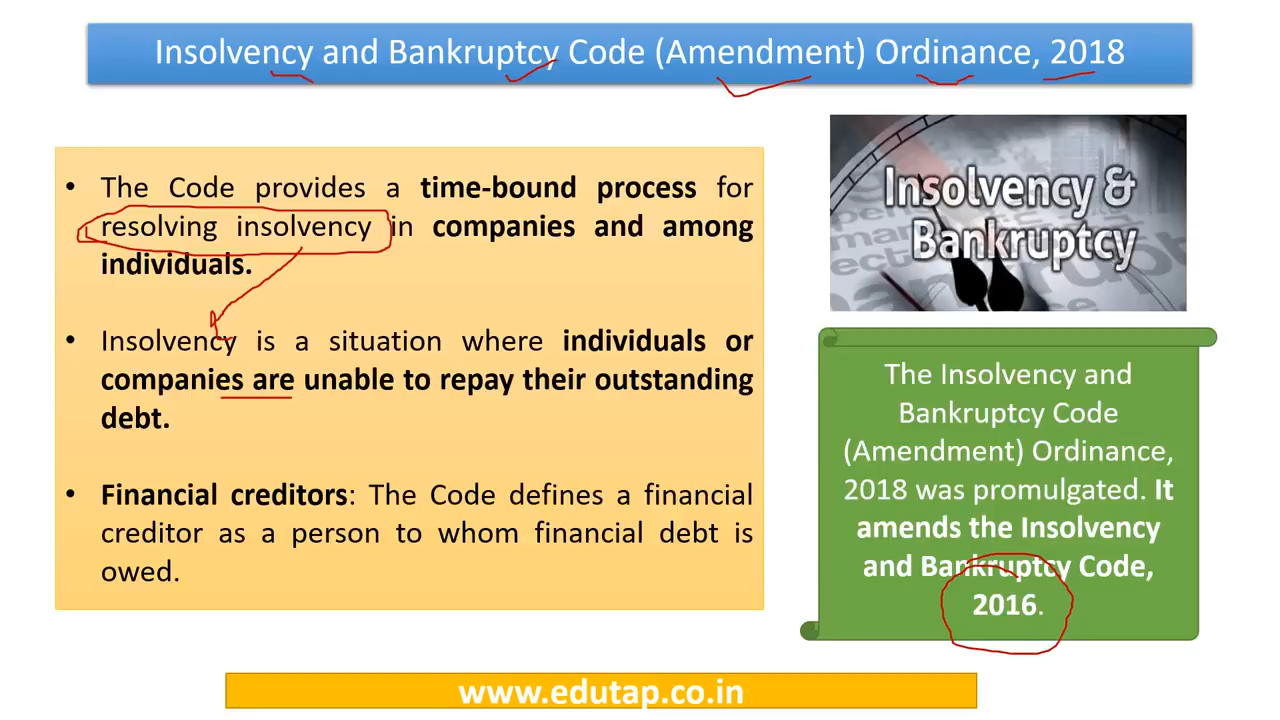 Insolvency and Bankruptcy Code (Amendment) Ordinance, 2018
• The Code provides a time-bound process for
resolving insolvency in companies and among
individuals.
• Insolvency is a situation where individuals or
companies are unable to repay their outstanding
debt.
• Financial creditors: The Code defines a financial
creditor as a person to whom financial debt is
owed.
Insolvency &
Bankruptcy
The Insolvency and
Bankruptcy Code
(Amendment) Ordinance,
2018 was promulgated. It
amends the Insolvency
and Bankruptcy Code,
2016.
www.edutap.co.in